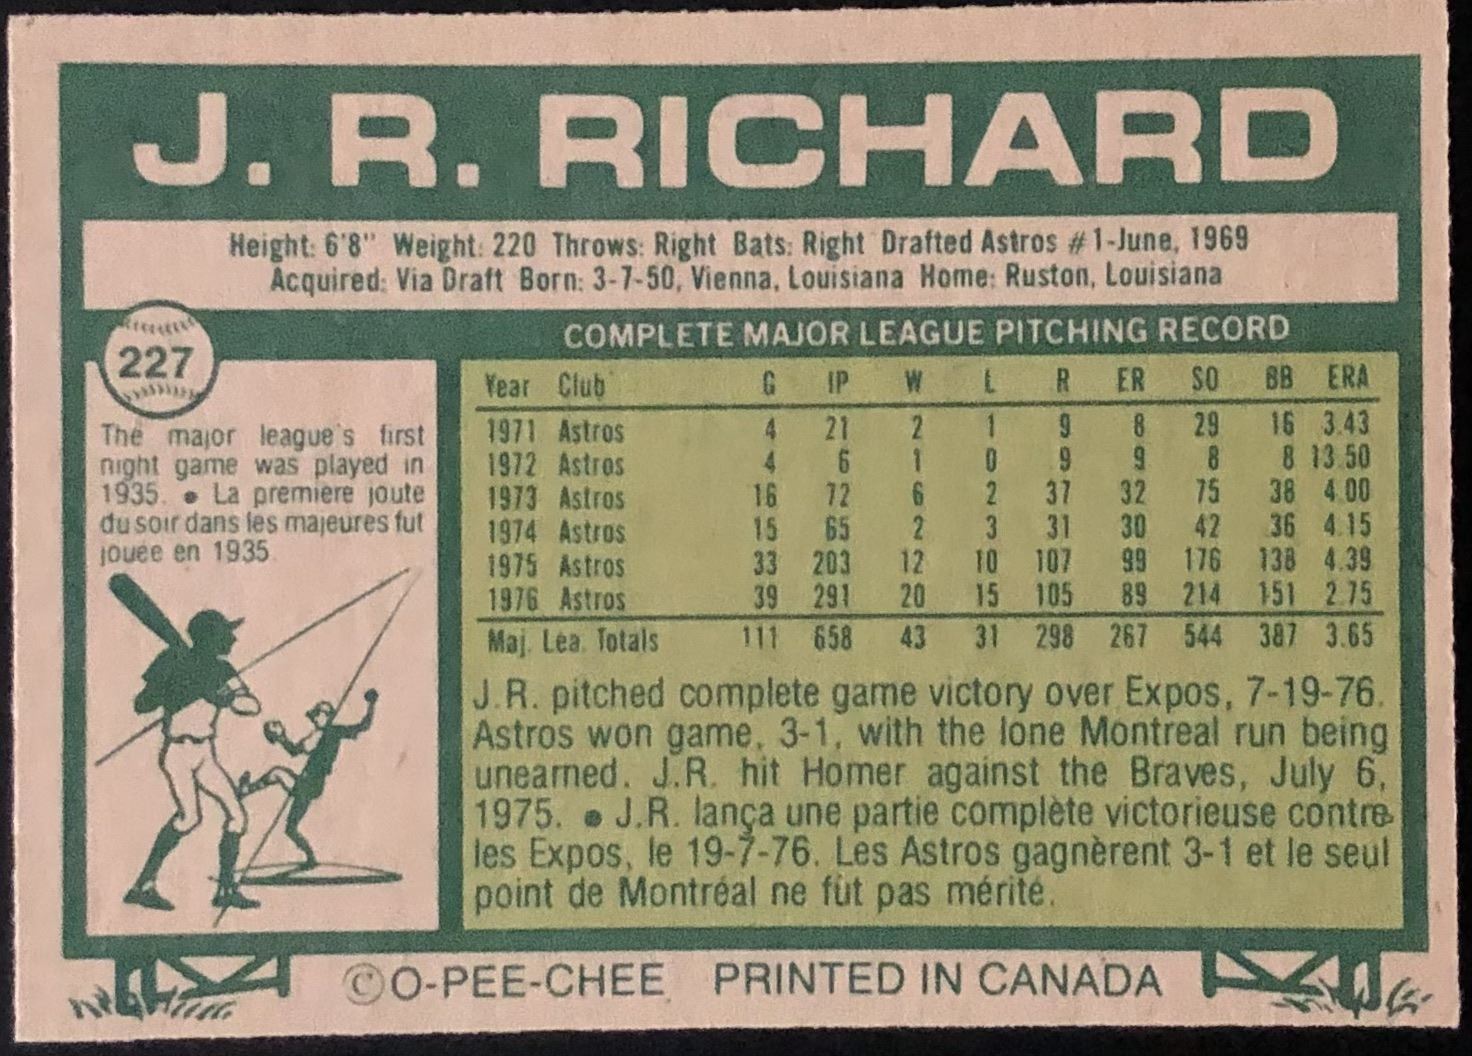 J. R. RICHARD
Height: 6'8" Weight: 220 Throws: Right Bats: Right Drafted Astros #1-June, 1969
Acquired: Via Draft Born: 3-7-50, Vienna, Louisiana Home: Ruston, Louisiana
227
The major league's first
night game was played in
1935. • La premiere joute
du soir dans les majeures fut
jouée en 1935.
COMPLETE MAJOR LEAGUE PITCHING RECORD
Year Club G IP W L R ER SO BB ERA
1971 Astros 4 21 2 1 9 8 29 16 3.43
1972 Astros 4 6 1 0 9 9 8 8 13.50
1973 Astros 16 72 6 2 37 32 75 38 4.00
1974 Astros 15 65 2 3 31 30 42 36 4.15
1975 Astros 33 203 12 10 107 99 176 138 4.39
1976 Astros 39 291 20 15 105 89 214 151 2.75
Maj. Lea. Totals 111 658 43 31 298 267 544 387 3.65
J.R. pitched complete game victory over Expos, 7-19-76.
Astros won game, 3-1, with the lone Montreal run being
unearned. J.R. hit Homer against the Braves, July 6,
1975. • J.R. lança une partie complète victorieuse contre
les Expos, le 19-7-76. Les Astros gagnèrent 3-1 et le seul
point de Montréal ne fût pas mérité.
©O-PEE-CHEE PRINTED IN CANADA